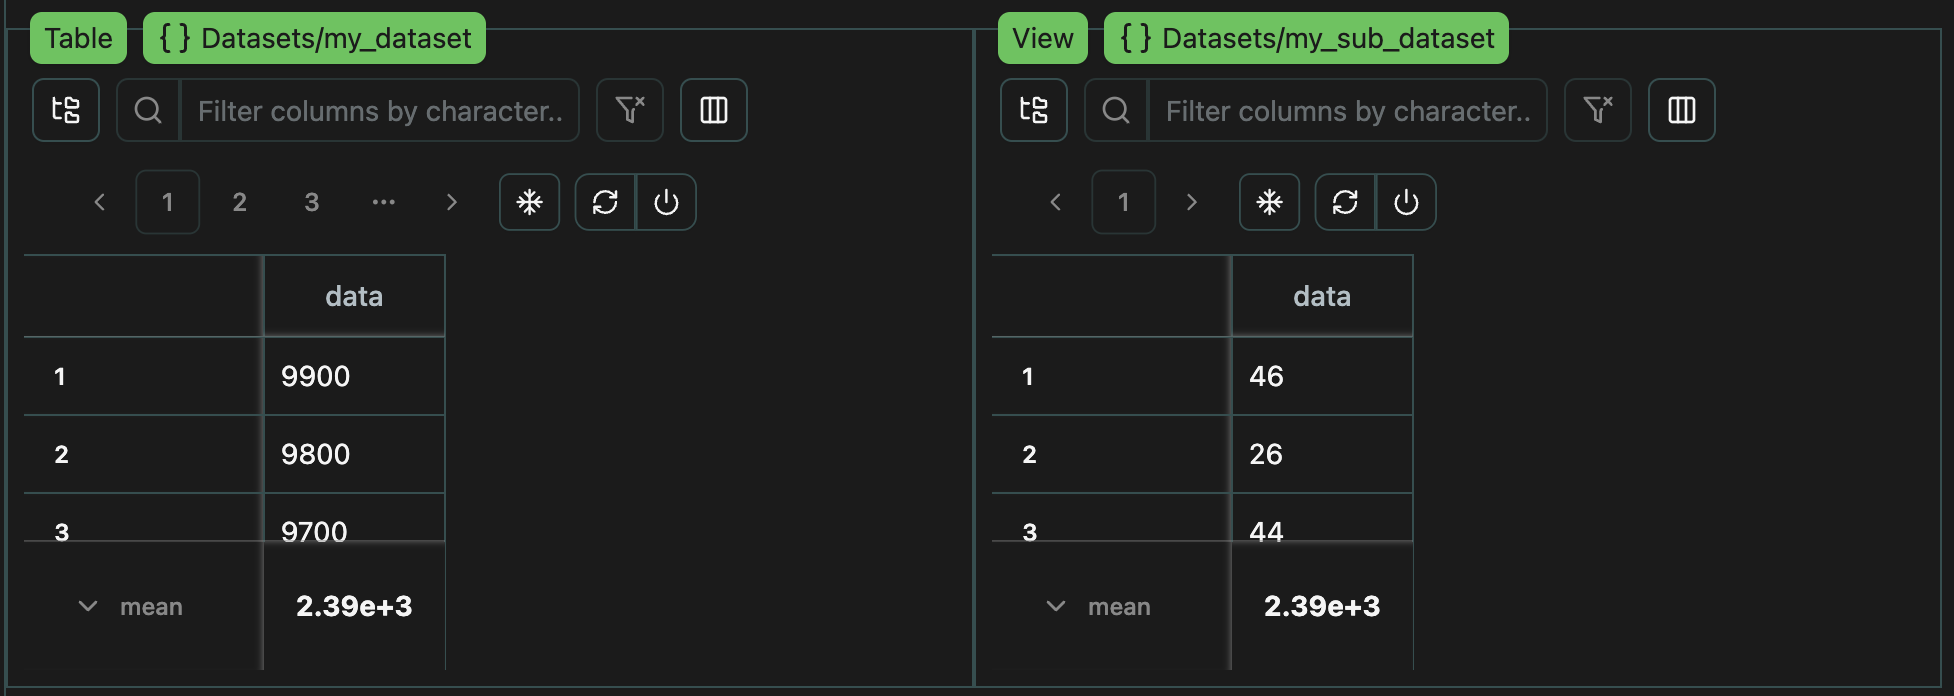 Table { } Datasets/my_dataset
Filter columns by character..
1 2 3 ···
data
1 9900
2 9800
3 9700
mean 2.39e+3
View { } Datasets/my_sub_dataset
Filter columns by character..
1
data
1 46
2 26
3 44
mean 2.39e+3